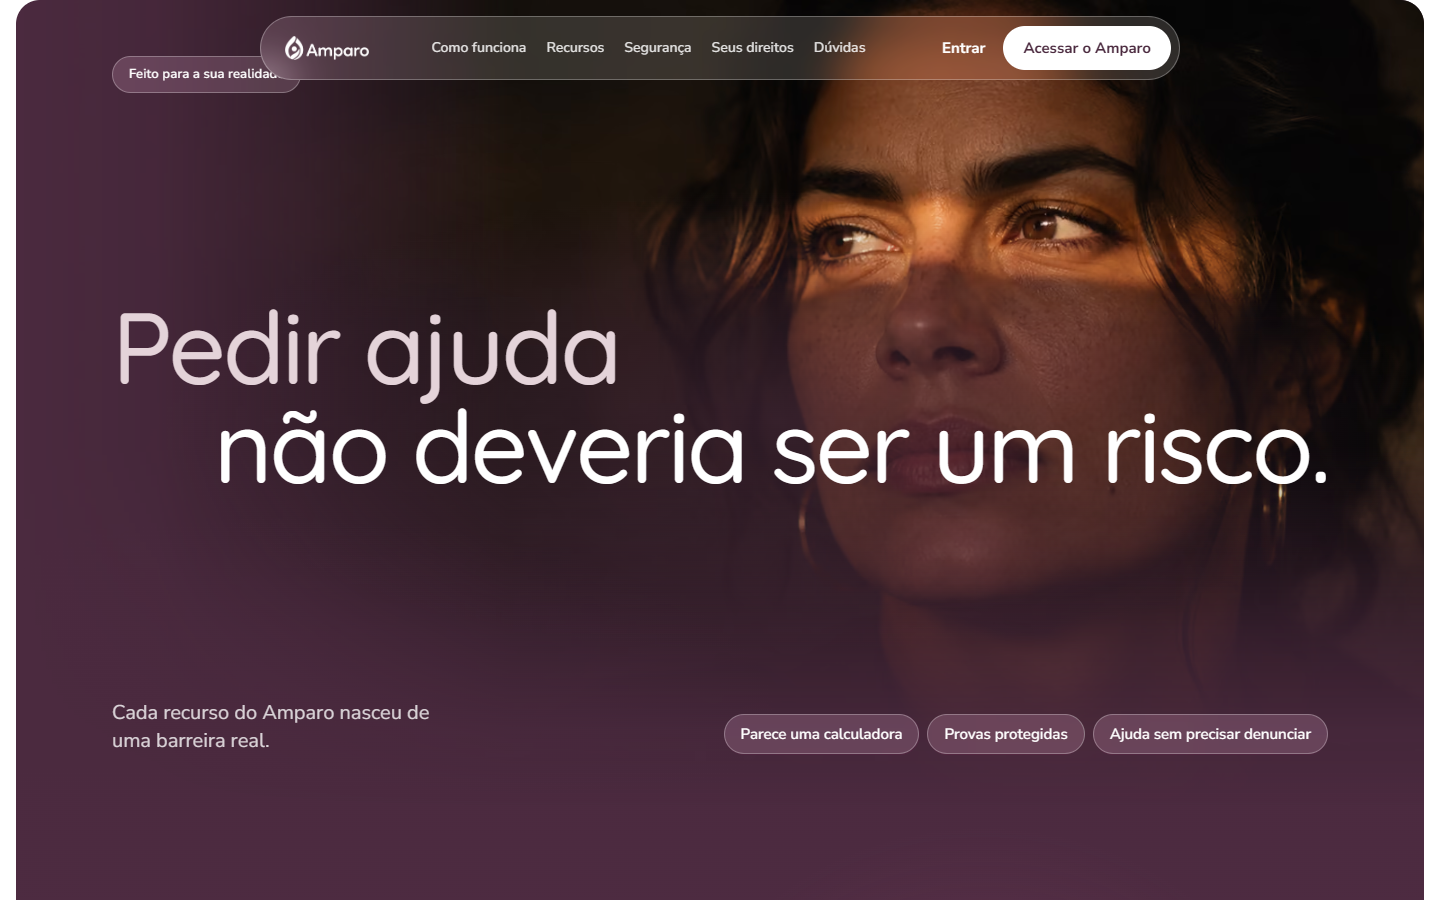 Amparo
Como funciona
Recursos
Segurança
Seus direitos
Dúvidas
Entrar
Acessar o Amparo
Feito para a sua
Pedir ajuda
não deveria ser um risco.
Cada recurso do Amparo nasceu de
uma barreira real.
Parece uma calculadora
Provas protegidas
Ajuda sem precisar denunciar